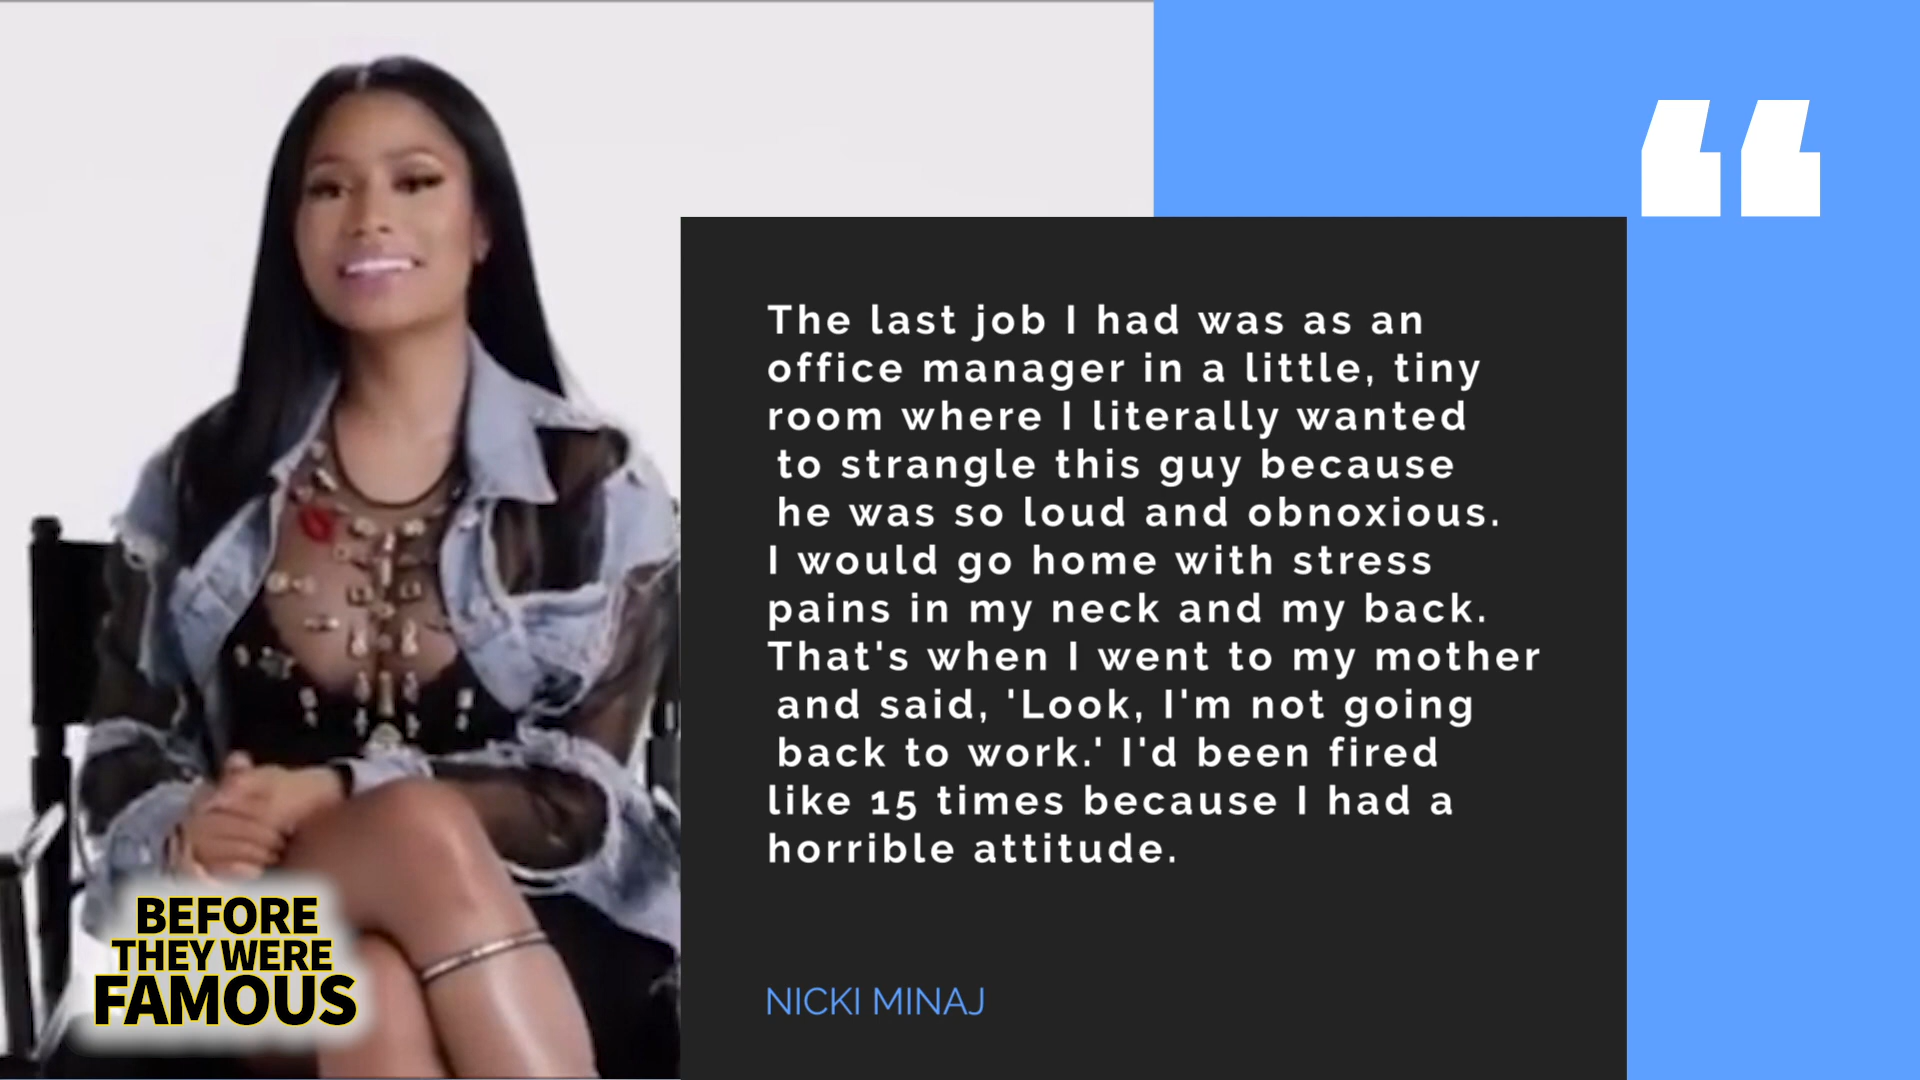 The last job I had was as an
office manager in a little, tiny
room where I literally wanted
to strangle this guy because
he was so loud and obnoxious.
I would go home with stress
pains in my neck and my back.
That's when I went to my mother
and said, 'Look, I'm not going
back to work.' I'd been fired
like 15 times because I had a
horrible attitude.
NICKI MINAJ
BEFORE
THEY WERE
FAMOUS